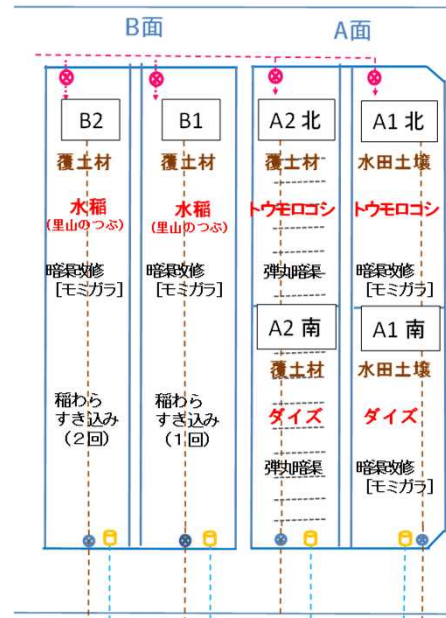 B面
A面
B2
B1
A2 北
A1 北
覆土材
覆土材
覆土材
水田土壌
水稲
(里山のつぶ)
水稲
(里山のつぶ)
トウモロコシ
トウモロコシ
暗渠改修
[モミガラ]
暗渠改修
[モミガラ]
弾丸暗渠
暗渠改修
[モミガラ]
A2 南
A1 南
覆土材
水田土壌
稲わら
すき込み
(2回)
稲わら
すき込み
(1回)
ダイズ
ダイズ
弾丸暗渠
暗渠改修
[モミガラ]